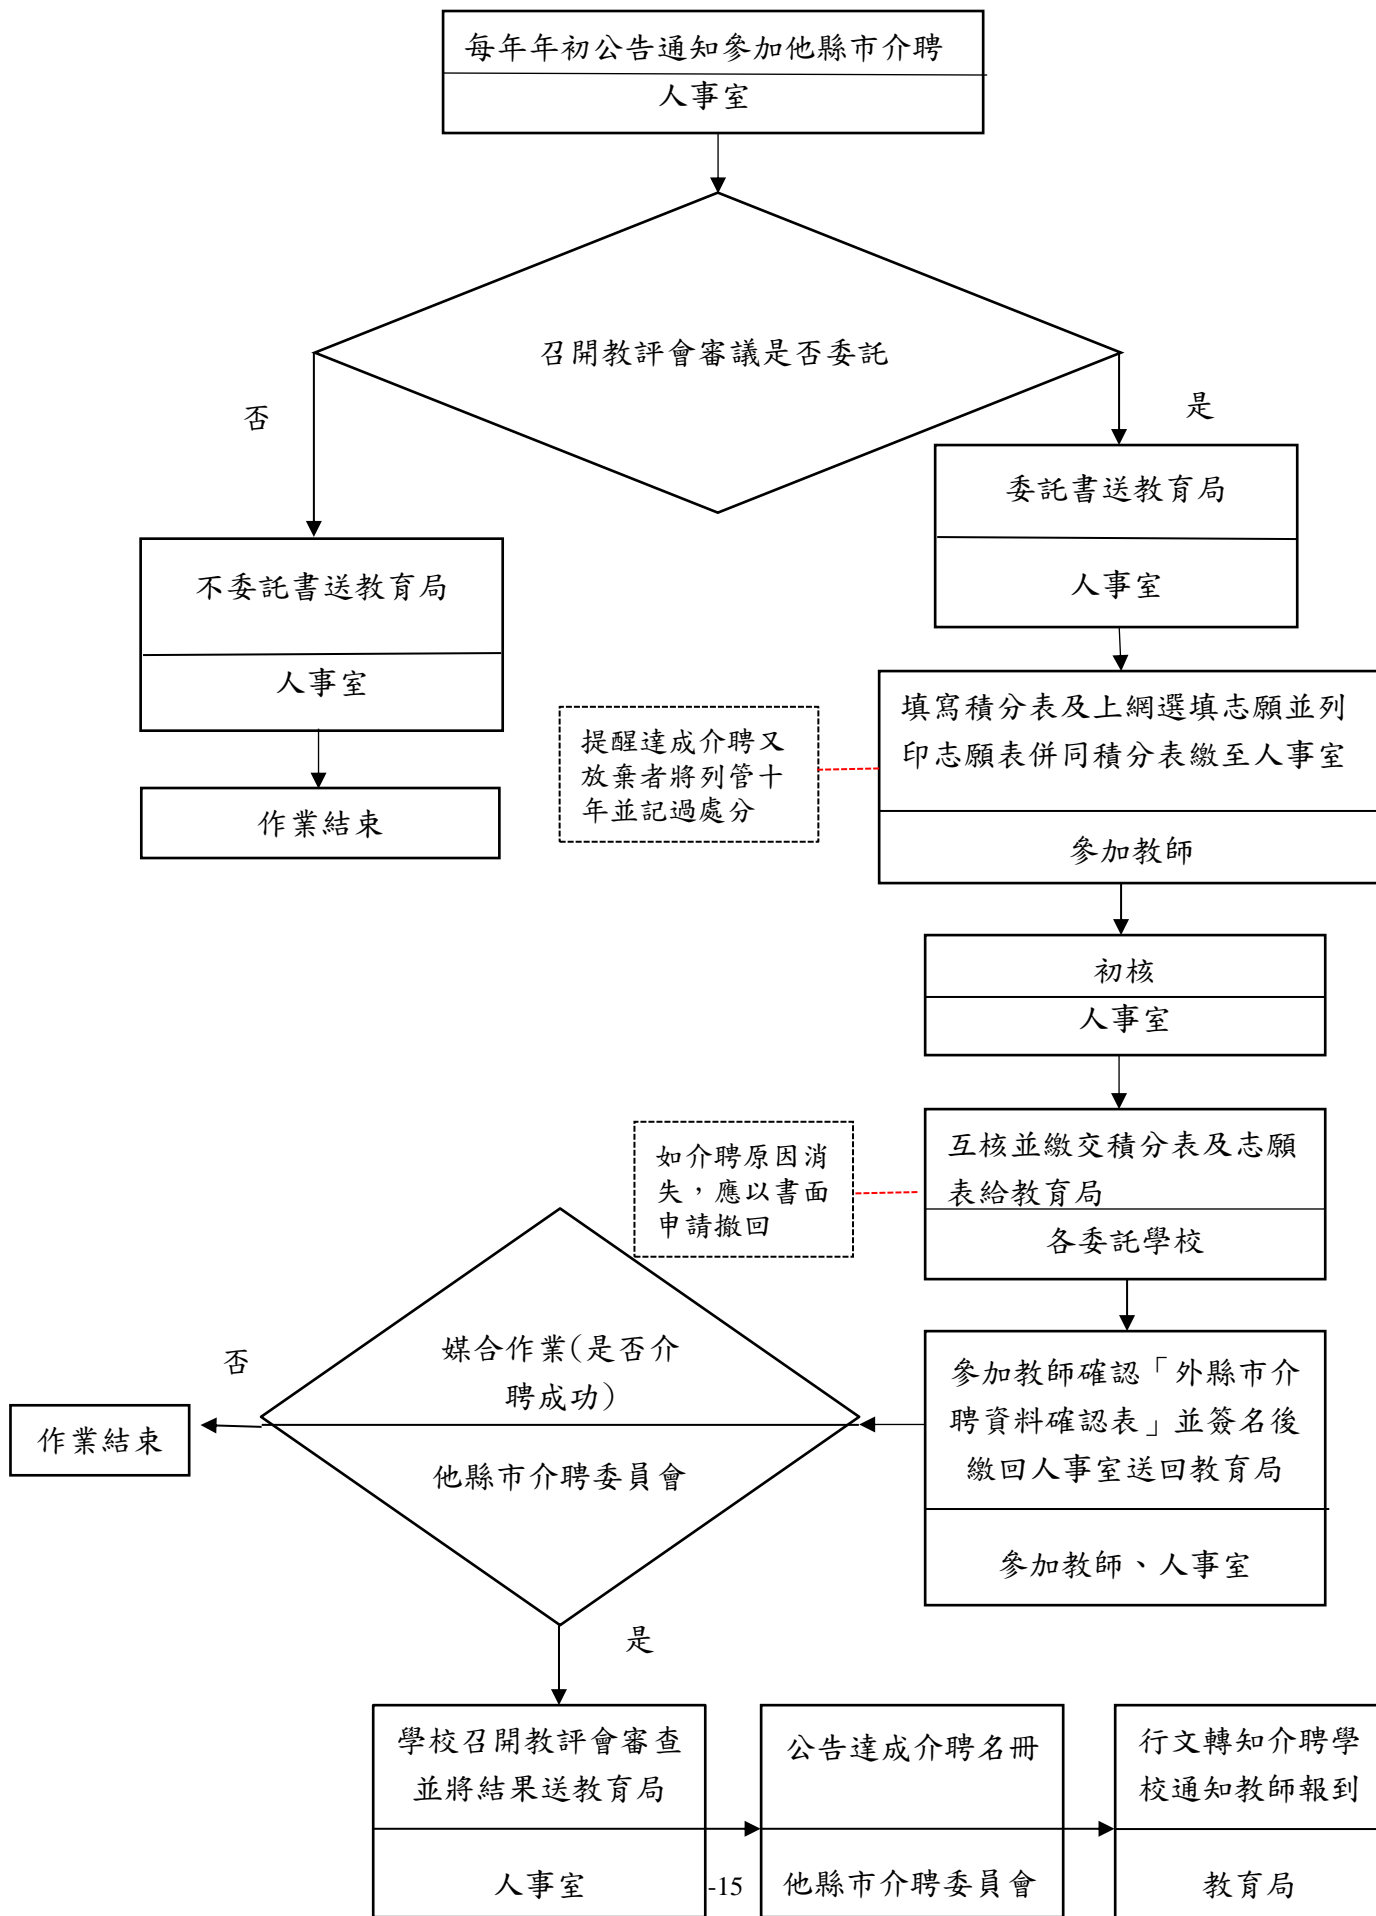 每年年初公告通知參加他縣市介聘
人事室
召開教評會審議是否委託
否
是
委託書送教育局
人事室
不委託書送教育局
人事室
作業結束
填寫積分表及上網選填志願並列
印志願表併同積分表繳至人事室
參加教師
提醒達成介聘又
放棄者將列管十
年並記過處分
初核
人事室
互核並繳交積分表及志願
表給教育局
各委託學校
如介聘原因消
失，應以書面
申請撤回
參加教師確認「外縣市介
聘資料確認表」並簽名後
繳回人事室送回教育局
參加教師、人事室
媒合作業(是否介
聘成功)
他縣市介聘委員會
否
作業結束
是
學校召開教評會審查
並將結果送教育局
人事室
-15
公告達成介聘名冊
他縣市介聘委員會
行文轉知介聘學
校通知教師報到
教育局